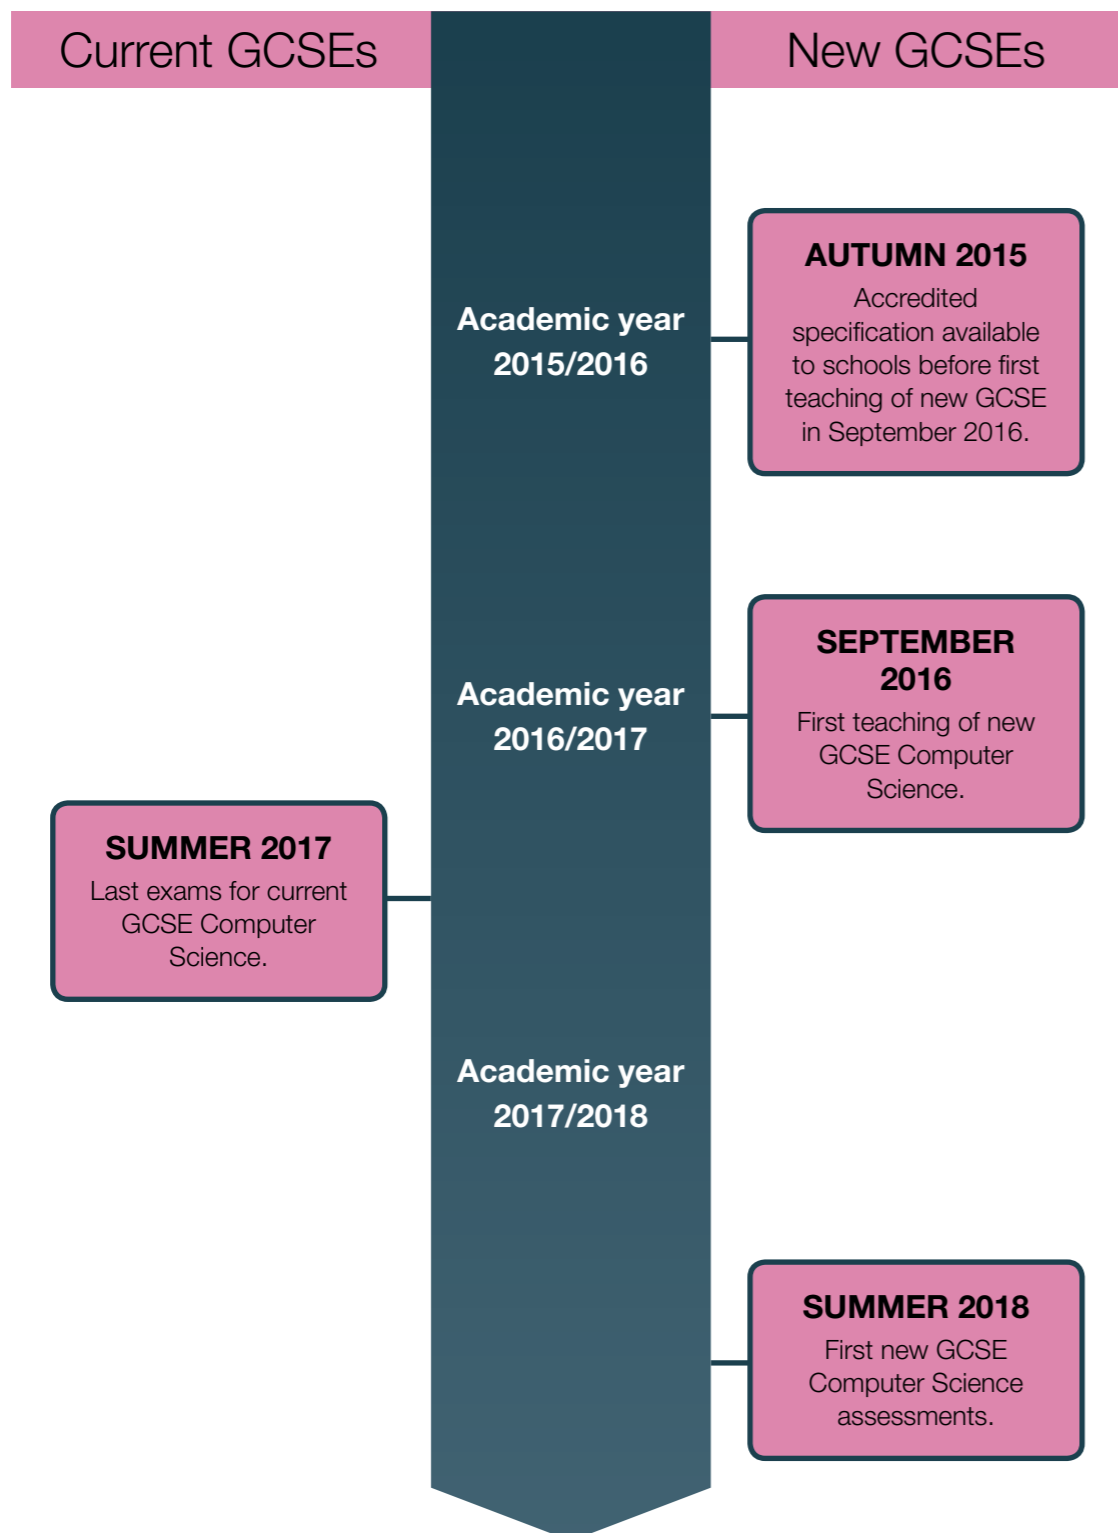 Current GCSEs
New GCSEs
AUTUMN 2015
Accredited
specification available
to schools before first
teaching of new GCSE
in September 2016.
Academic year
2015/2016
SEPTEMBER
2016
First teaching of new
GCSE Computer
Science.
Academic year
2016/2017
SUMMER 2017
Last exams for current
GCSE Computer
Science.
Academic year
2017/2018
SUMMER 2018
First new GCSE
Computer Science
assessments.